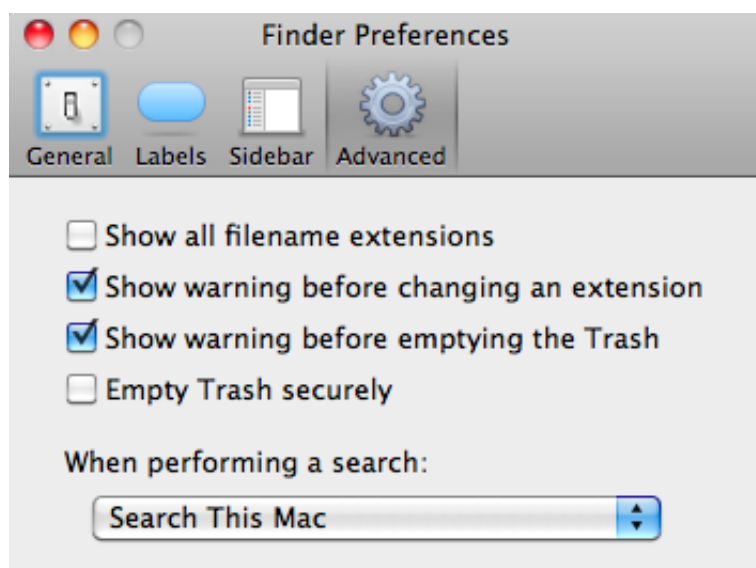 Finder Preferences
General Labels Sidebar Advanced
Show all filename extensions
Show warning before changing an extension
Show warning before emptying the Trash
Empty Trash securely
When performing a search:
Search This Mac